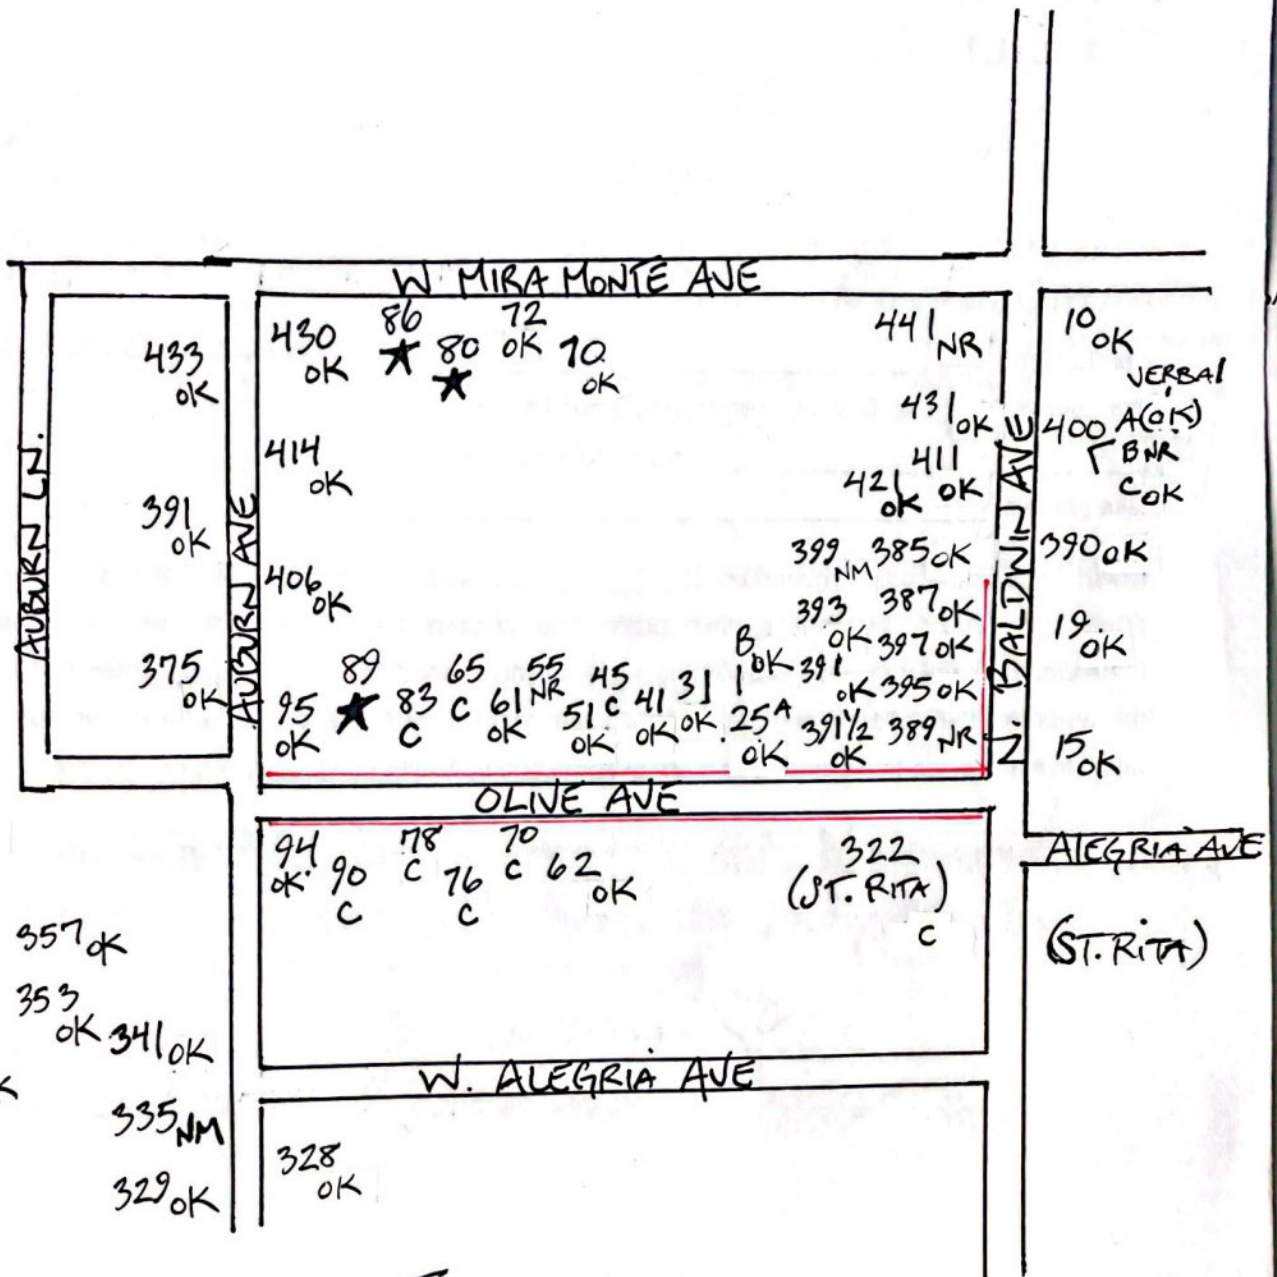 W. MIRA MONTE AVE
433
OK
430
OK
86
★
80
★
72
OK
70
OK
441 NR
10 OK
VERBAL
431 OK
400 A(OK)
B NR
C OK
414
OK
411
OK
421
OK
AUBURN LN.
AUBURN AVE
N BALDWIN AVE
391
OK
399 NM
385 OK
390 OK
406
OK
393
OK
387 OK
397 OK
19
OK
375
OK
B OK
391
OK
395 OK
95
OK
89
★
83
C
65
C
61
OK
55
NR
51
OK
45
C
41
OK
31
OK
25 A
OK
391 1/2
OK
389 NR
15
OK
OLIVE AVE
94
OK
90
C
78
C
76
C
70
C
62 OK
322
(ST. RITA)
C
ALEGRIA AVE
(ST. RITA)
357 OK
353
OK
341 OK
W. ALEGRIA AVE
335 NM
328
OK
329 OK